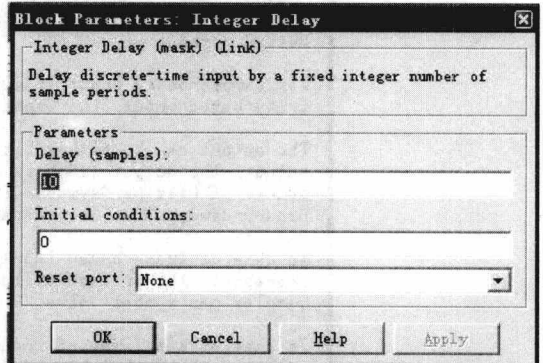 Block Parameters: Integer Delay
Integer Delay (mask) (link)
Delay discrete-time input by a fixed integer number of
sample periods.
Parameters
Delay (samples):
10
Initial conditions:
0
Reset port: None
OK Cancel Help Apply